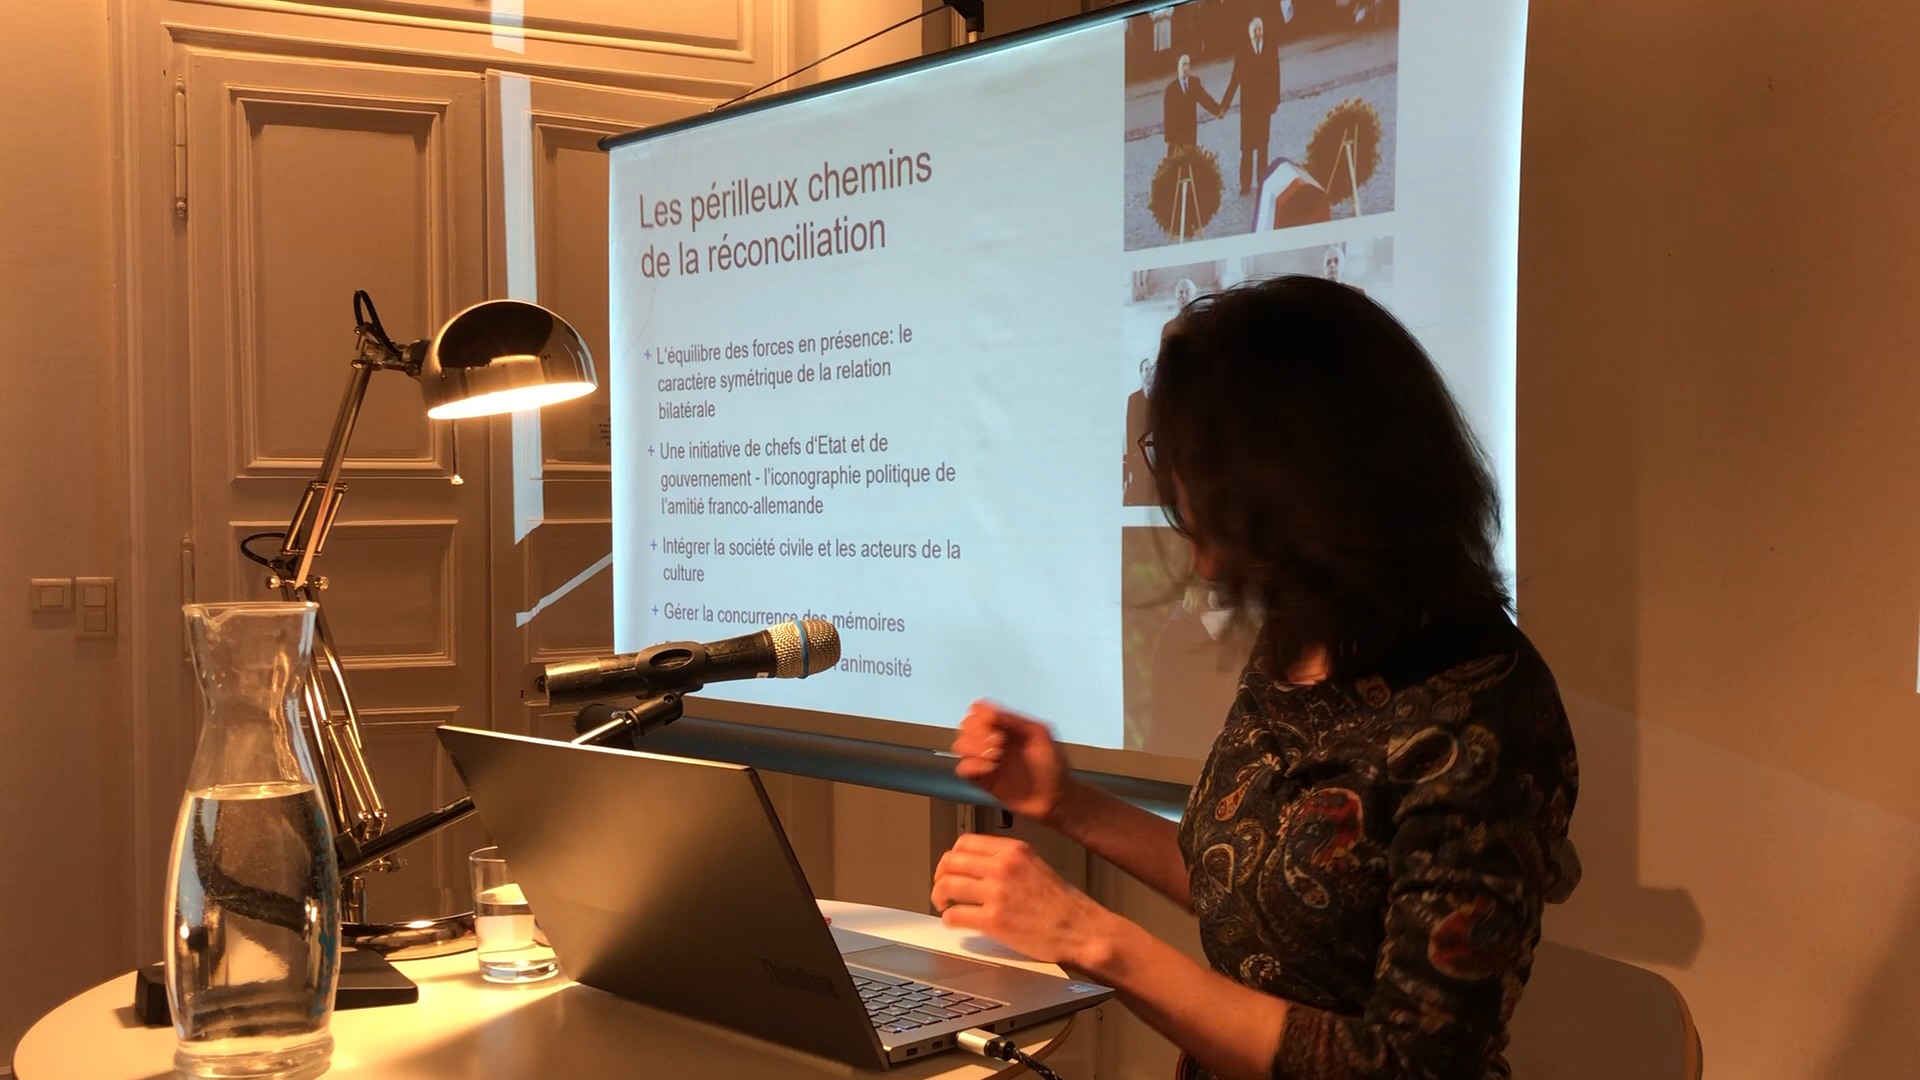 Les périlleux chemins
de la réconciliation
+ L'équilibre des forces en présence: le
caractère symétrique de la relation
bilatérale
+ Une initiative de chefs d'Etat et de
gouvernement - l'iconographie politique de
l'amitié franco-allemande
+ Intégrer la société civile et les acteurs de la
culture
+ Gérer la concurrence des mémoires
l'animosité
ThinkBook